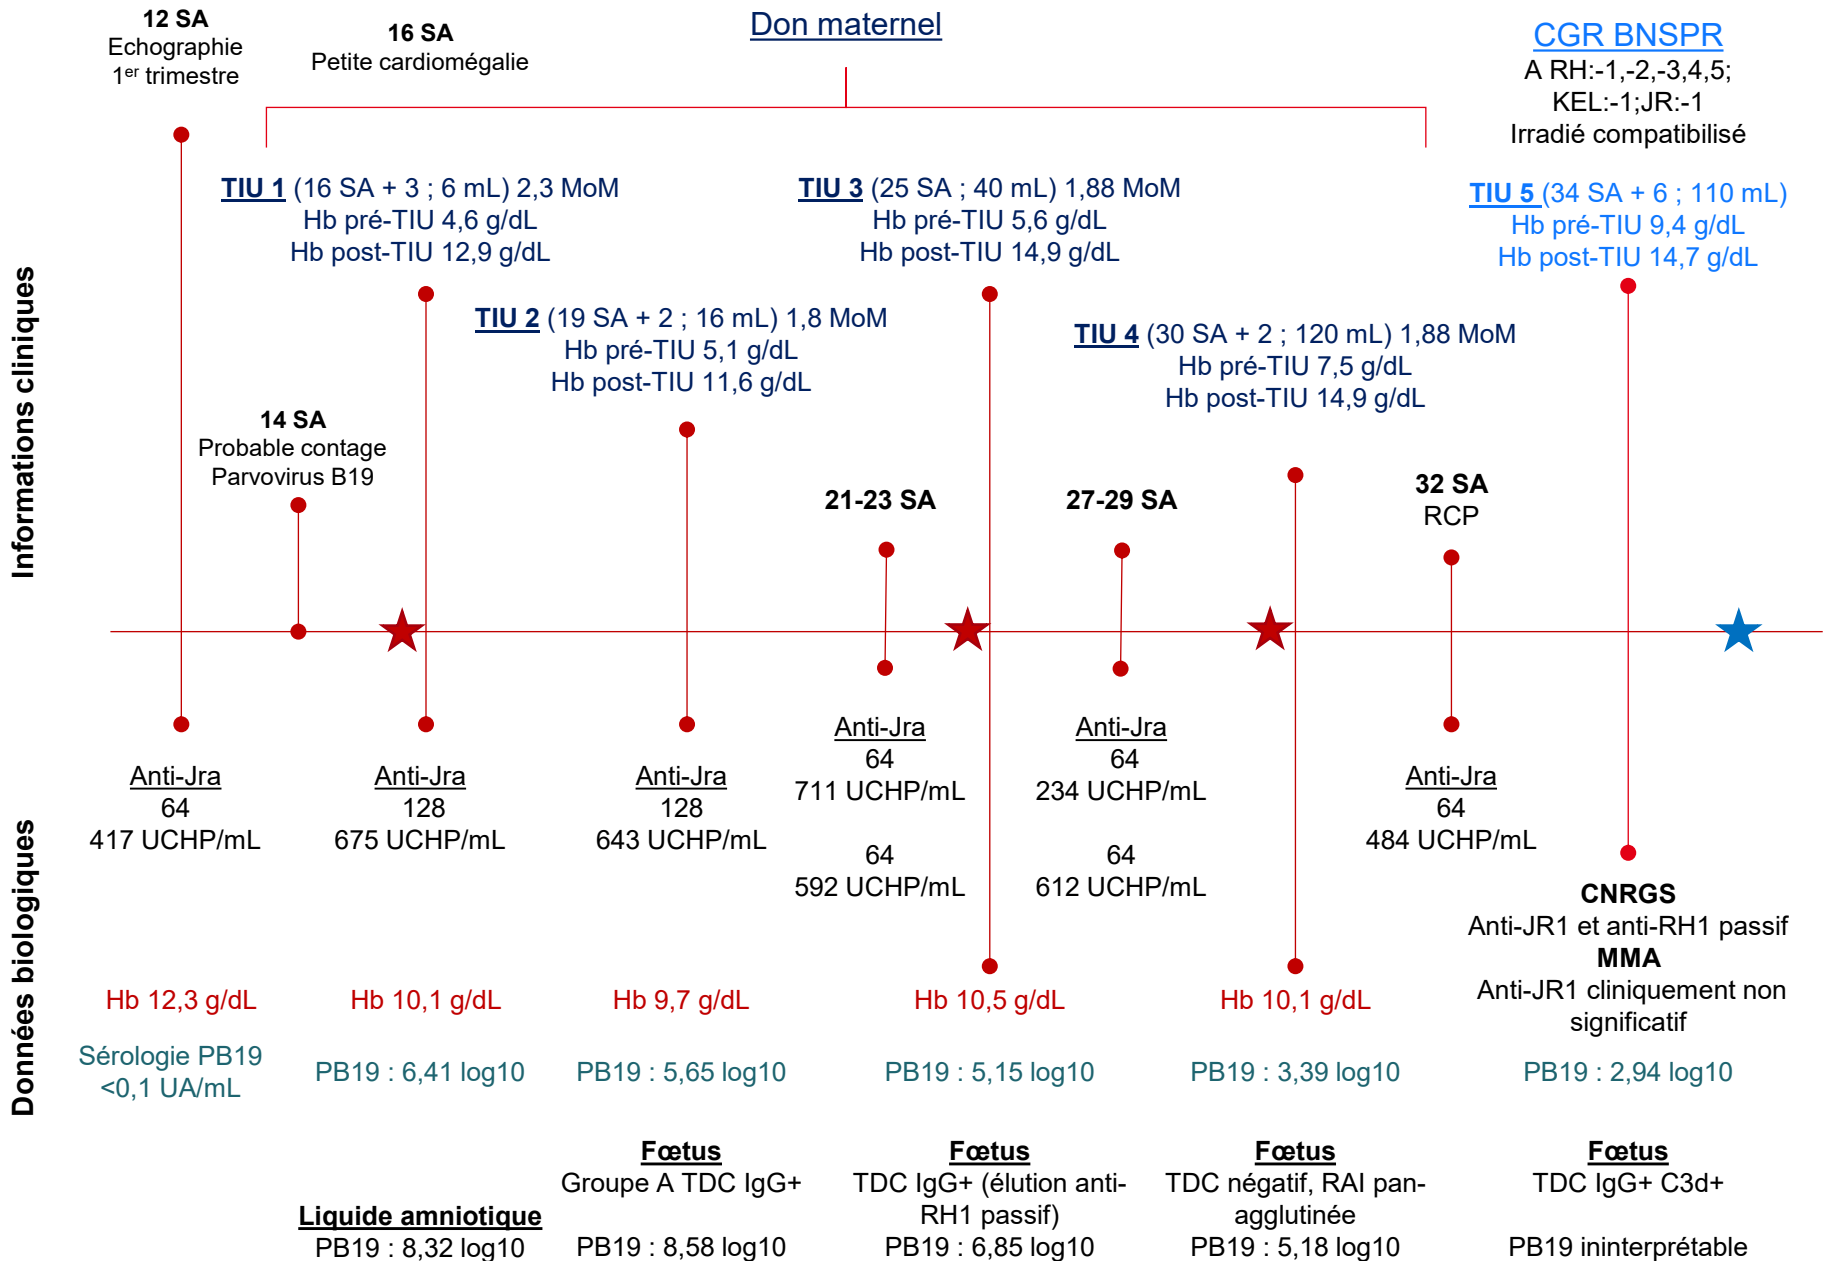 12 SA
Echographie
1er trimestre
16 SA
Petite cardiomégalie
Don maternel
CGR BNSPR
A RH:-1,-2,-3,4,5;
KEL:-1;JR:-1
Irradié compatibilisé
TIU 1 (16 SA + 3 ; 6 mL) 2,3 MoM
Hb pré-TIU 4,6 g/dL
Hb post-TIU 12,9 g/dL
TIU 3 (25 SA ; 40 mL) 1,88 MoM
Hb pré-TIU 5,6 g/dL
Hb post-TIU 14,9 g/dL
TIU 5 (34 SA + 6 ; 110 mL)
Hb pré-TIU 9,4 g/dL
Hb post-TIU 14,7 g/dL
TIU 2 (19 SA + 2 ; 16 mL) 1,8 MoM
Hb pré-TIU 5,1 g/dL
Hb post-TIU 11,6 g/dL
TIU 4 (30 SA + 2 ; 120 mL) 1,88 MoM
Hb pré-TIU 7,5 g/dL
Hb post-TIU 14,9 g/dL
Informations cliniques
14 SA
Probable contage
Parvovirus B19
21-23 SA
27-29 SA
32 SA
RCP
Données biologiques
Anti-Jra
64
417 UCHP/mL
Anti-Jra
128
675 UCHP/mL
Anti-Jra
128
643 UCHP/mL
Anti-Jra
64
711 UCHP/mL
64
592 UCHP/mL
Anti-Jra
64
234 UCHP/mL
64
612 UCHP/mL
Anti-Jra
64
484 UCHP/mL
CNRGS
Anti-JR1 et anti-RH1 passif
MMA
Anti-JR1 cliniquement non
significatif
Hb 12,3 g/dL
Hb 10,1 g/dL
Hb 9,7 g/dL
Hb 10,5 g/dL
Hb 10,1 g/dL
Sérologie PB19
<0,1 UA/mL
PB19 : 6,41 log10
PB19 : 5,65 log10
PB19 : 5,15 log10
PB19 : 3,39 log10
PB19 : 2,94 log10
Liquide amniotique
PB19 : 8,32 log10
Fœtus
Groupe A TDC IgG+
PB19 : 8,58 log10
Fœtus
TDC IgG+ (élution anti-
RH1 passif)
PB19 : 6,85 log10
Fœtus
TDC négatif, RAI pan-
agglutinée
PB19 : 5,18 log10
Fœtus
TDC IgG+ C3d+
PB19 ininterprétable